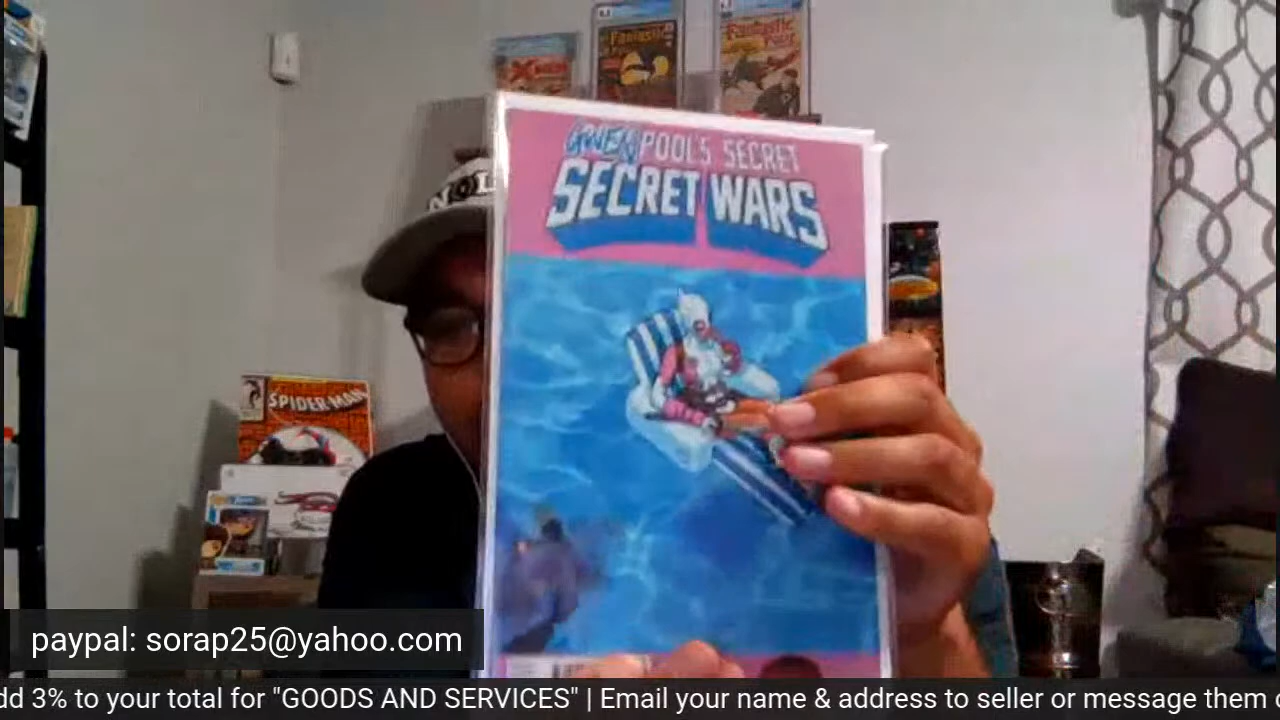 Fantastic
Fantastic Four
X-MEN
NOL
GWENPOOL'S SECRET
SECRET WARS
SPIDER-MAN
paypal: sorap25@yahoo.com
dd 3% to your total for "GOODS AND SERVICES" | Email your name & address to seller or message them